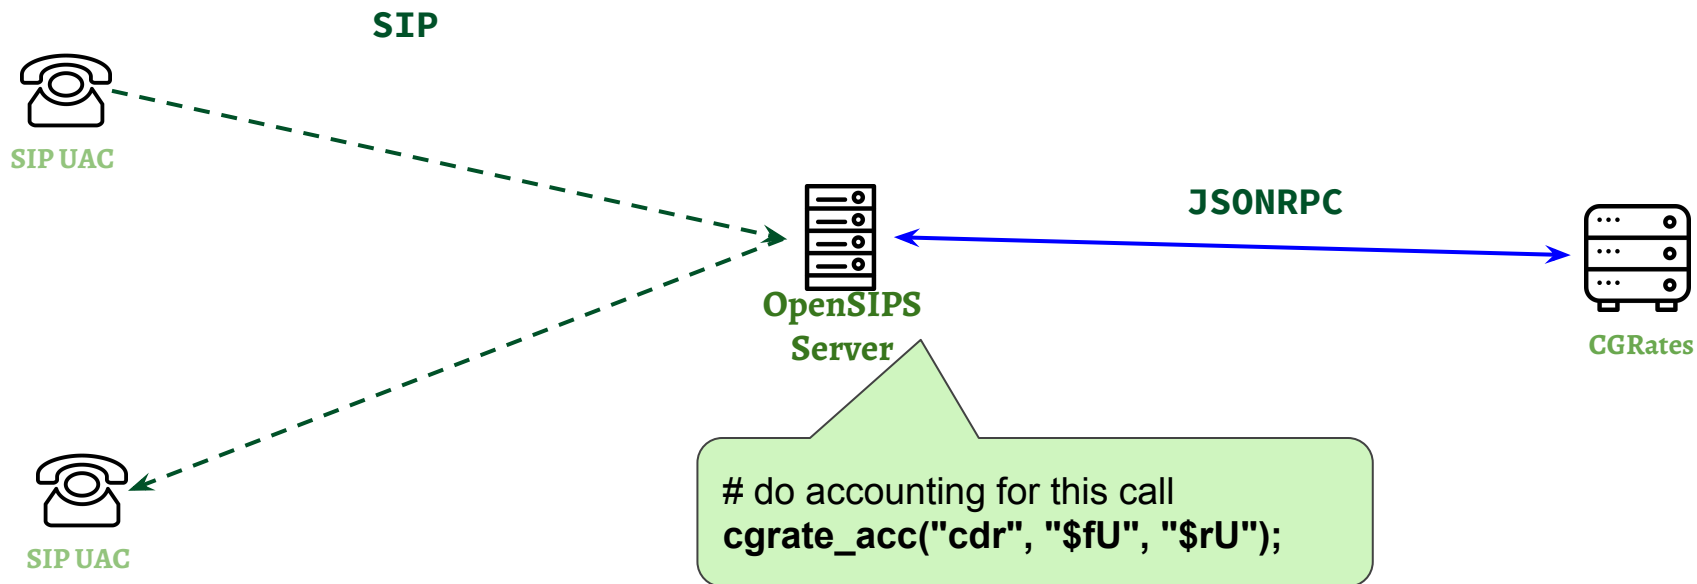 SIP
SIP UAC
JSONRPC
OpenSIPS
Server
CGRates
# do accounting for this call
cgrate_acc("cdr", "$fU", "$rU");
SIP UAC